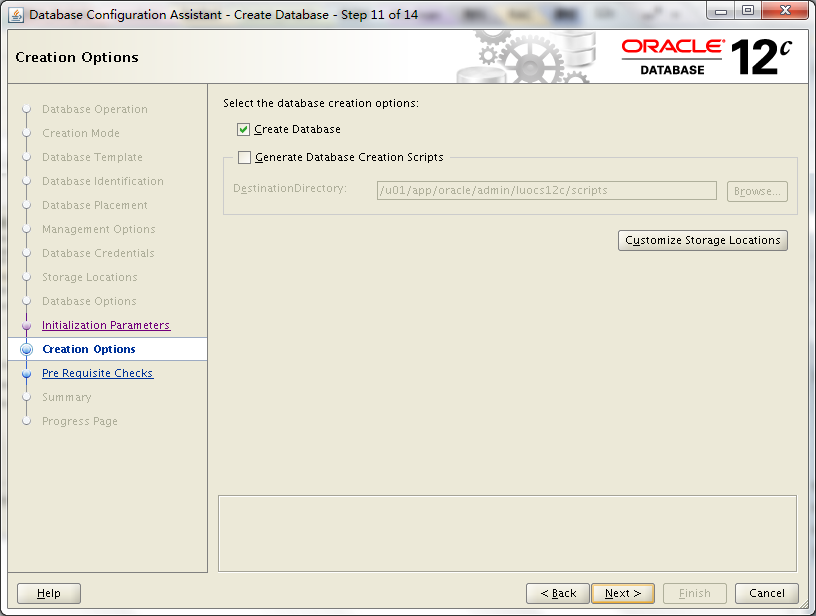 Database Configuration Assistant - Create Database - Step 11 of 14
Creation Options
ORACLE
DATABASE
12c
Database Operation
Creation Mode
Database Template
Database Identification
Database Placement
Management Options
Database Credentials
Storage Locations
Database Options
Initialization Parameters
Creation Options
Pre Requisite Checks
Summary
Progress Page
Select the database creation options:
Create Database
Generate Database Creation Scripts
DestinationDirectory:
/u01/app/oracle/admin/luocs12c/scripts
Browse...
Customize Storage Locations
Help
< Back
Next >
Finish
Cancel